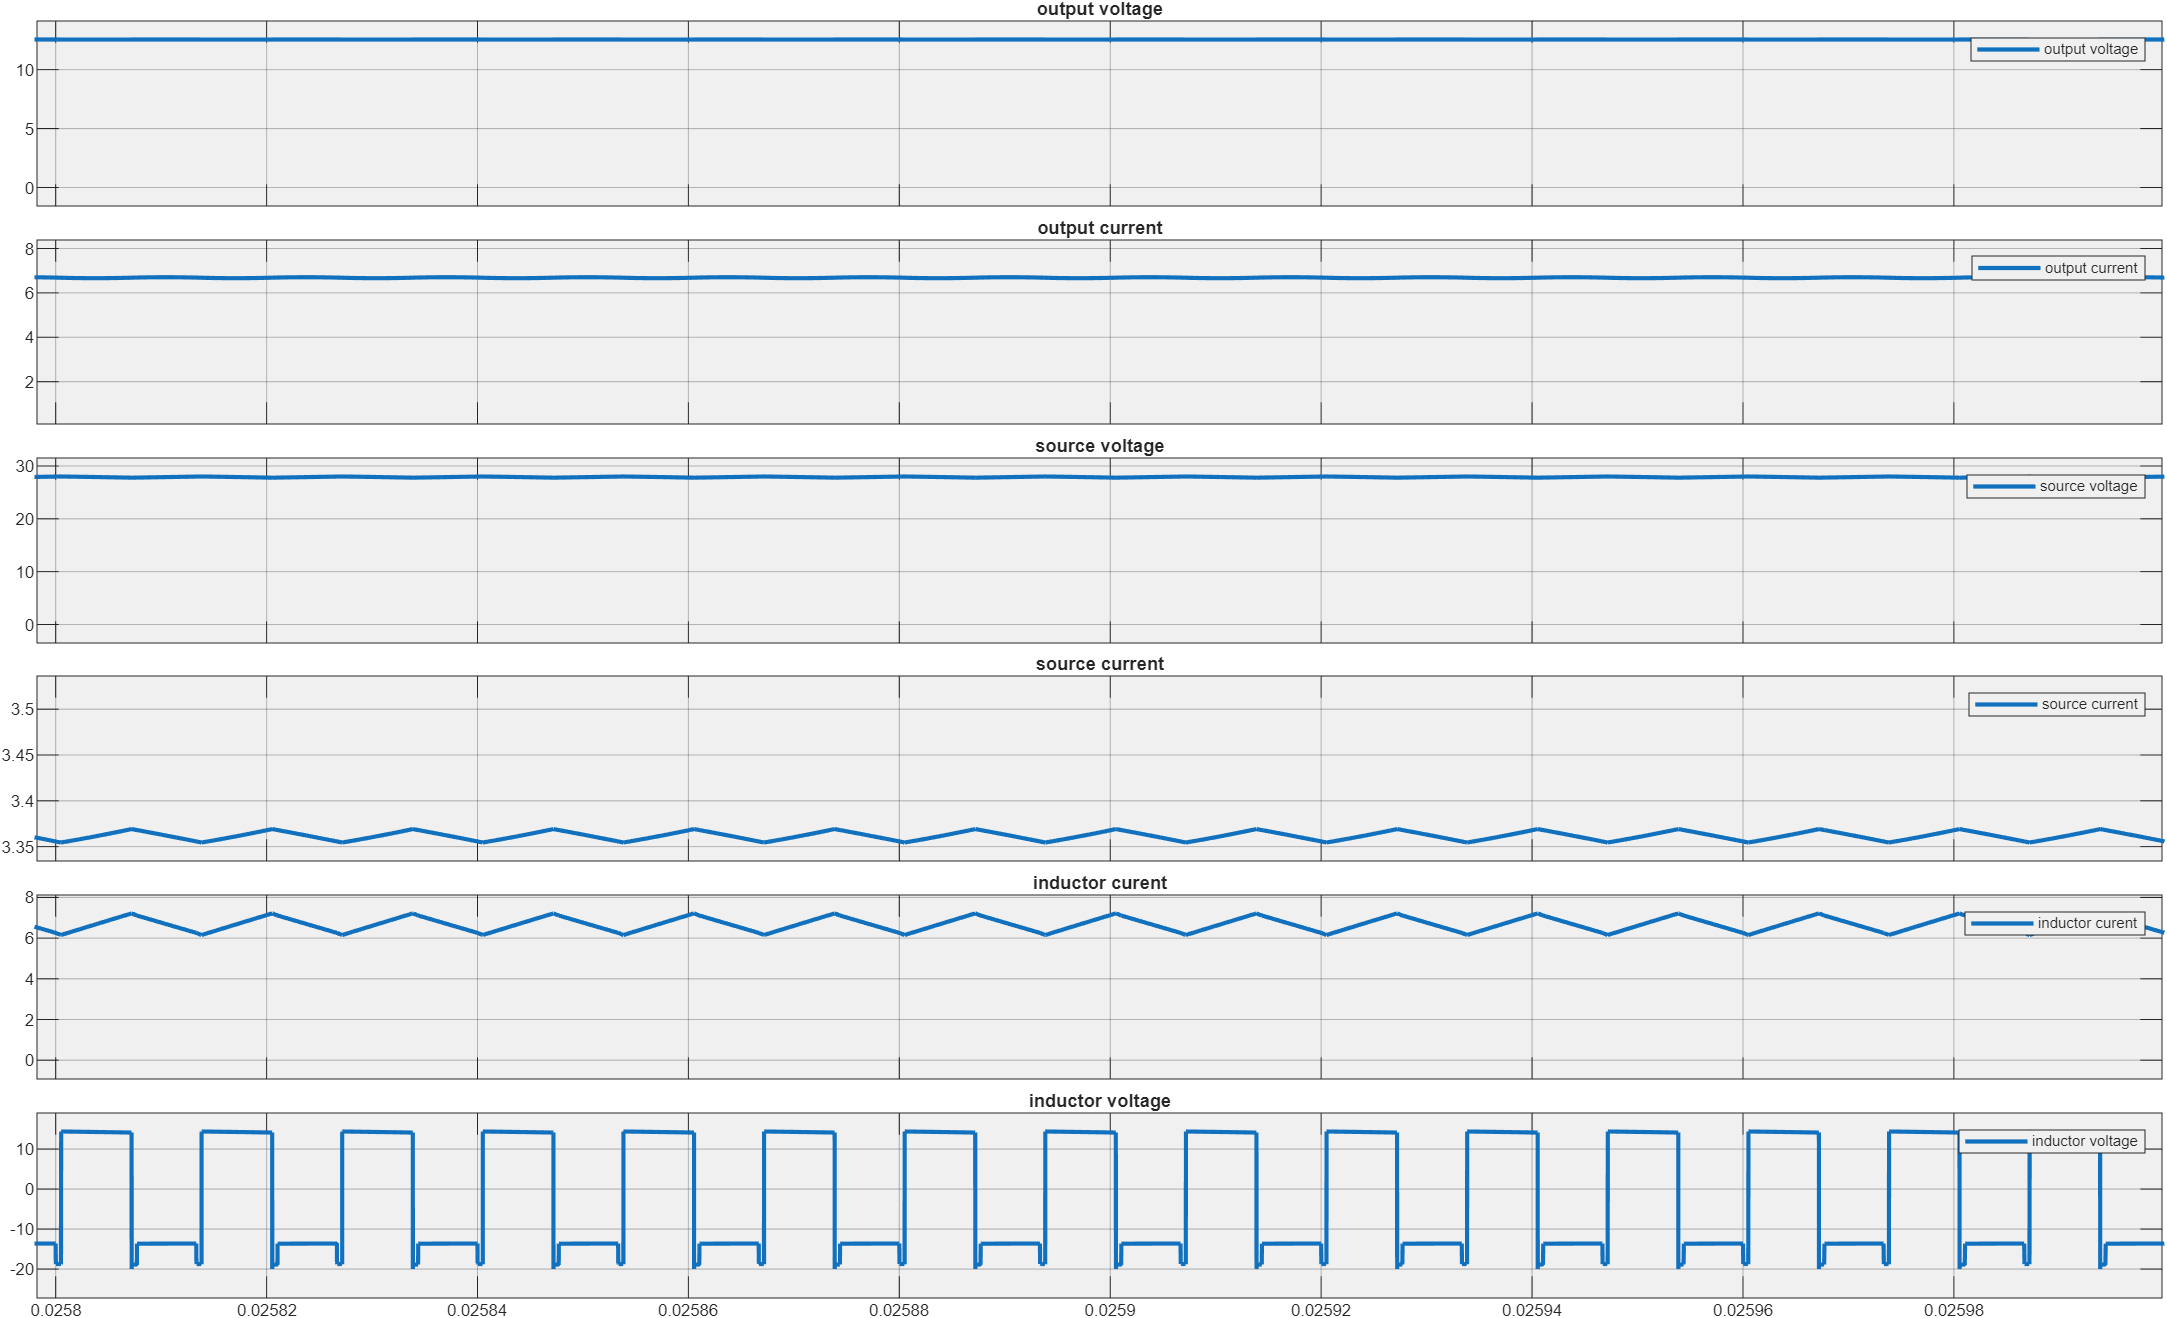 output voltage
output voltage
10
5
0
output current
8
output current
6
4
2
source voltage
30
source voltage
20
10
0
source current
source current
3.5
3.45
3.4
3.35
inductor curent
8
inductor curent
6
4
2
0
inductor voltage
inductor voltage
10
0
-10
-20
0.0258 0.02582 0.02584 0.02586 0.02588 0.0259 0.02592 0.02594 0.02596 0.02598